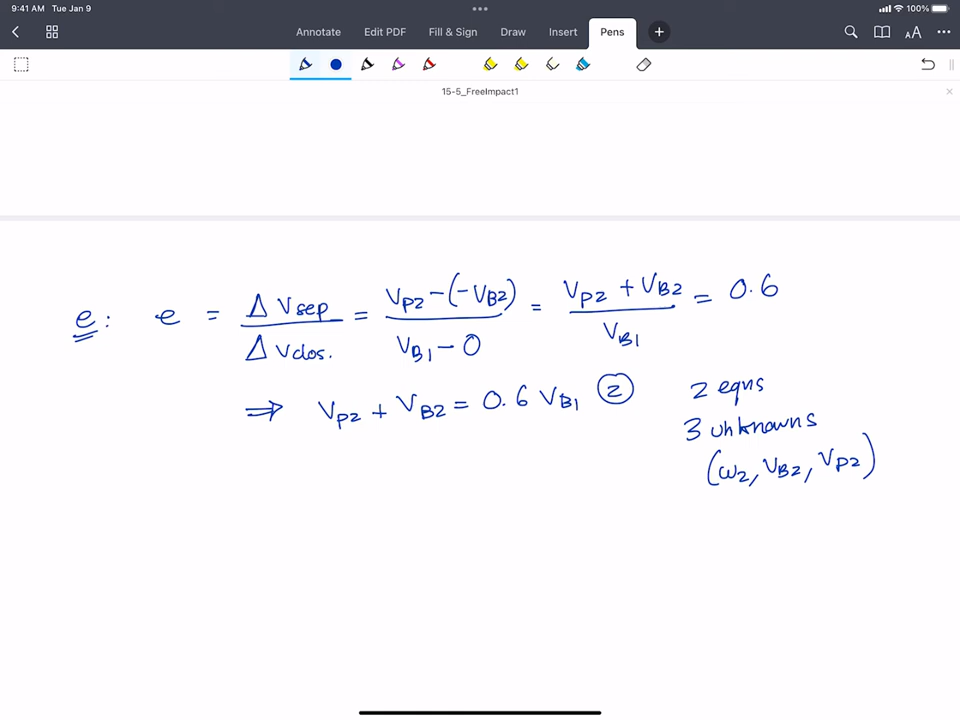 9:41 AM Tue Jan 9
100%
Annotate Edit PDF Fill & Sign Draw Insert Pens
AA
15-5_FreeImpact1
e: e = ΔVsep/ΔVclos. = (VP2-(-VB2))/(VB1-0) = (VP2+VB2)/VB1 = 0.6
⇒ VP2 + VB2 = 0.6 VB1 ②
2 eqns
3 unknowns
(ω2, VB2, VP2)